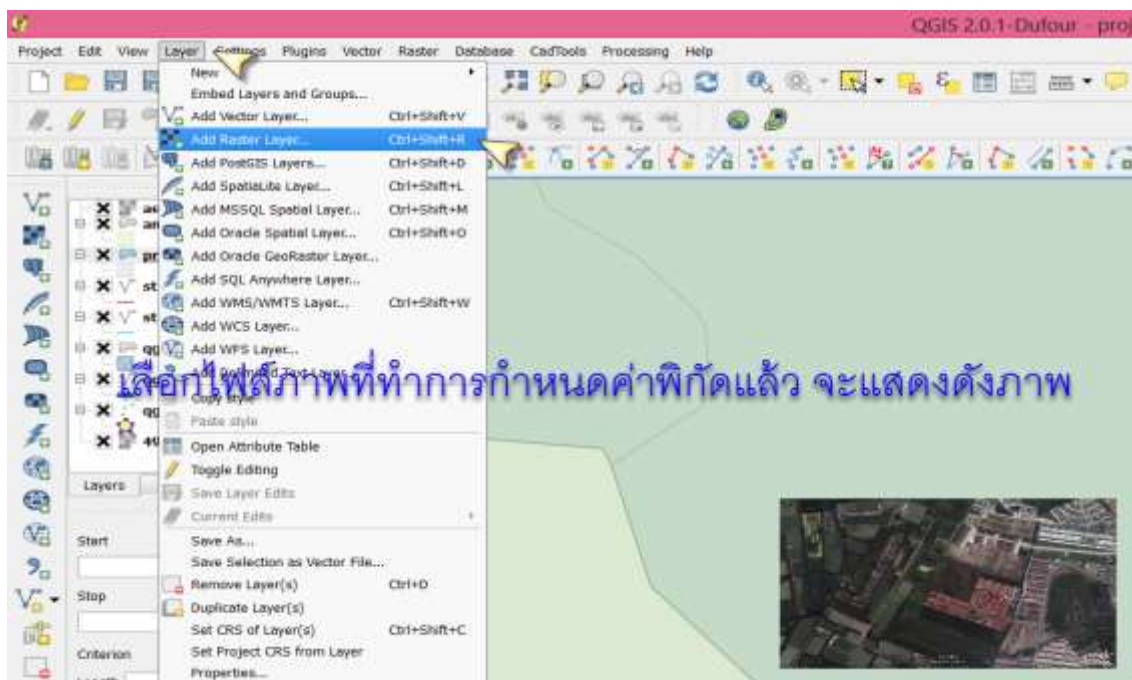 QGIS 2.0.1-Dufour - proj
Project Edit View Layer Settings Plugins Vector Raster Database CadTools Processing Help
New
Embed Layers and Groups...
Add Vector Layer... Ctrl+Shift+V
Add Raster Layer... Ctrl+Shift+R
Add PostGIS Layers... Ctrl+Shift+D
Add SpatiaLite Layer... Ctrl+Shift+L
Add MSSQL Spatial Layer... Ctrl+Shift+M
Add Oracle Spatial Layer... Ctrl+Shift+O
Add Oracle GeoRaster Layer...
Add SQL Anywhere Layer...
Add WMS/WMTS Layer... Ctrl+Shift+W
Add WCS Layer...
Add WFS Layer...
เลือกไฟล์ภาพที่ทำการกำหนดค่าพิกัดแล้ว จะแสดงดังภาพ
Copy style
Paste style
Open Attribute Table
Toggle Editing
Save Layer Edits
Current Edits
Save As...
Save Selection as Vector File...
Remove Layer(s) Ctrl+D
Duplicate Layer(s)
Set CRS of Layer(s) Ctrl+Shift+C
Set Project CRS from Layer
Properties...
an
pr
st
st
qg
qg
Layers
Start
Stop
Criterion